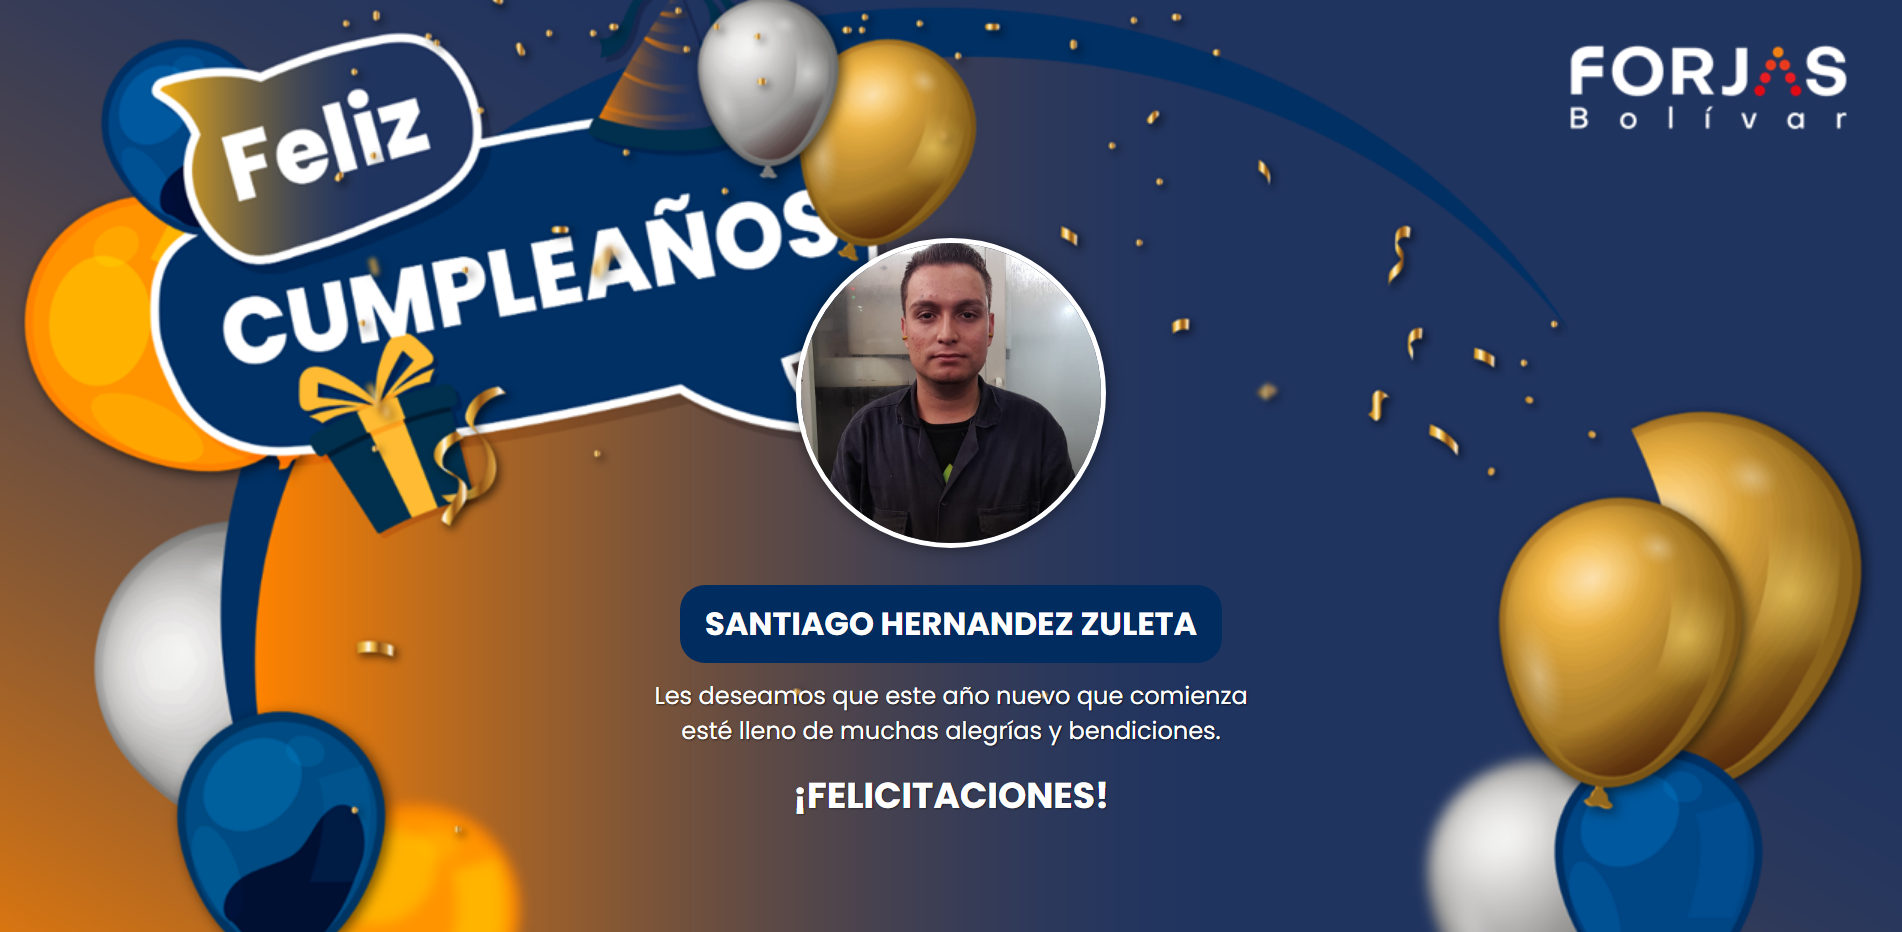 Feliz
CUMPLEAÑOS!
FORJAS
Bolívar
SANTIAGO HERNANDEZ ZULETA
Les deseamos que este año nuevo que comienza
esté lleno de muchas alegrías y bendiciones.
¡FELICITACIONES!